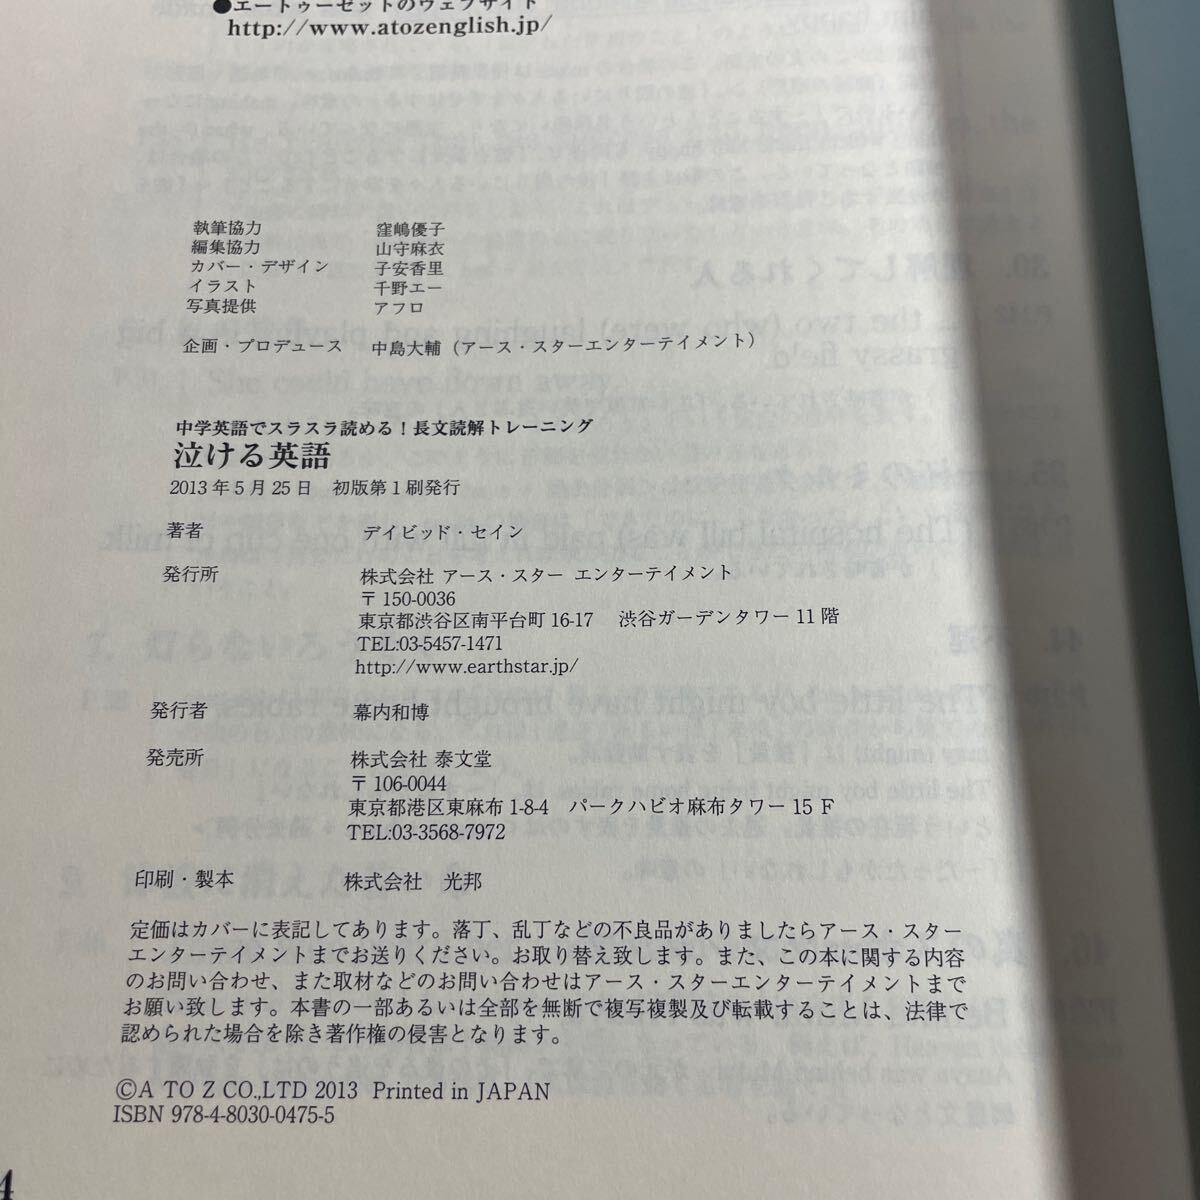 ●エートゥーゼットのウェブサイト
http://www.atozenglish.jp/
執筆協力 窪嶋優子
編集協力 山守麻衣
カバー・デザイン 子安香里
イラスト 千野エー
写真提供 アフロ
企画・プロデュース 中島大輔（アース・スターエンターテイメント）
中学英語でスラスラ読める！長文読解トレーニング
泣ける英語
2013年5月25日 初版第1刷発行
著者 デイビッド・セイン
発行所 株式会社 アース・スター エンターテイメント
〒150-0036
東京都渋谷区南平台町 16-17 渋谷ガーデンタワー 11 階
TEL:03-5457-1471
http://www.earthstar.jp/
発行者 幕内和博
発売所 株式会社 泰文堂
〒106-0044
東京都港区東麻布 1-8-4 パークハビオ麻布タワー 15 F
TEL:03-3568-7972
印刷・製本 株式会社 光邦
定価はカバーに表記してあります。落丁、乱丁などの不良品がありましたらアース・スター
エンターテイメントまでお送りください。お取り替え致します。また、この本に関する内容
のお問い合わせ、また取材などのお問い合わせはアース・スターエンターテイメントまで
お願い致します。本書の一部あるいは全部を無断で複写複製及び転載することは、法律で
認められた場合を除き著作権の侵害となります。
©A TO Z CO.,LTD 2013 Printed in JAPAN
ISBN 978-4-8030-0475-5
4